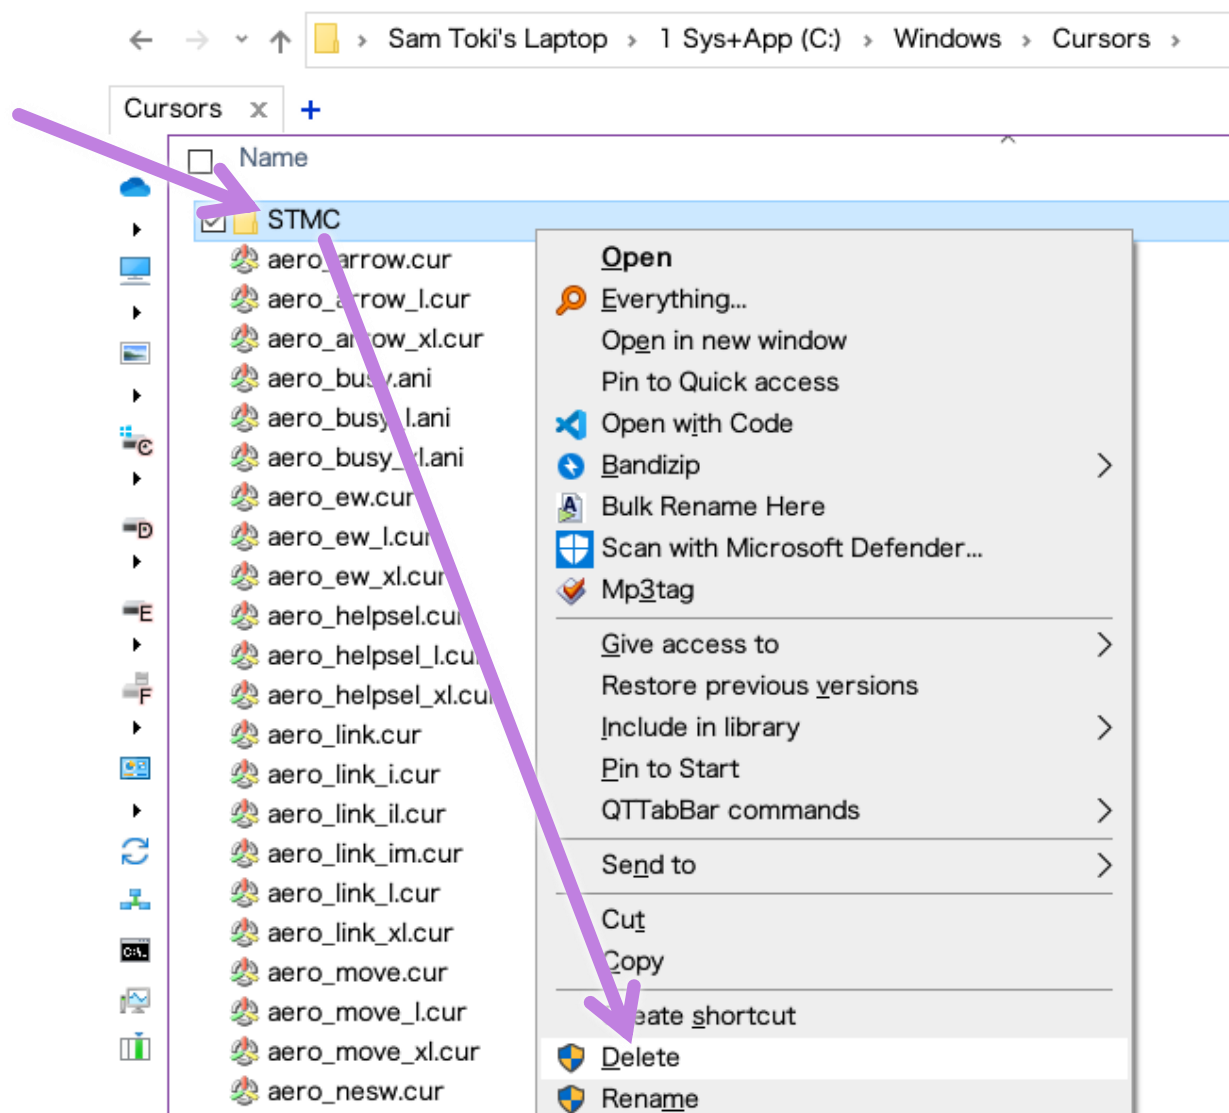 Sam Toki's Laptop > 1 Sys+App (C:) > Windows > Cursors >
Cursors x +
Name
STMC
aero_arrow.cur
aero_arrow_l.cur
aero_arrow_xl.cur
aero_busy.ani
aero_busy_l.ani
aero_busy_xl.ani
aero_ew.cur
aero_ew_l.cur
aero_ew_xl.cur
aero_helpsel.cur
aero_helpsel_l.cur
aero_helpsel_xl.cur
aero_link.cur
aero_link_i.cur
aero_link_il.cur
aero_link_im.cur
aero_link_l.cur
aero_link_xl.cur
aero_move.cur
aero_move_l.cur
aero_move_xl.cur
aero_nesw.cur
C
D
E
F
C:\.
Open
Everything...
Open in new window
Pin to Quick access
Open with Code
Bandizip
Bulk Rename Here
Scan with Microsoft Defender...
Mp3tag
Give access to
Restore previous versions
Include in library
Pin to Start
QTTabBar commands
Send to
Cut
Copy
Create shortcut
Delete
Rename